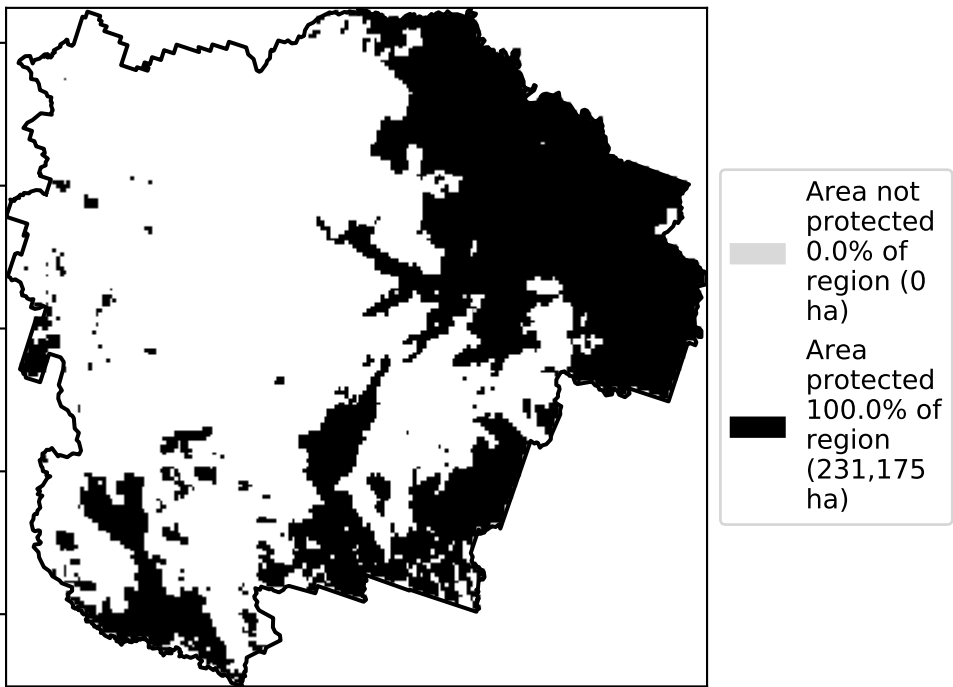 Area not
protected
0.0% of
region (0
ha)
Area
protected
100.0% of
region
(231,175
ha)